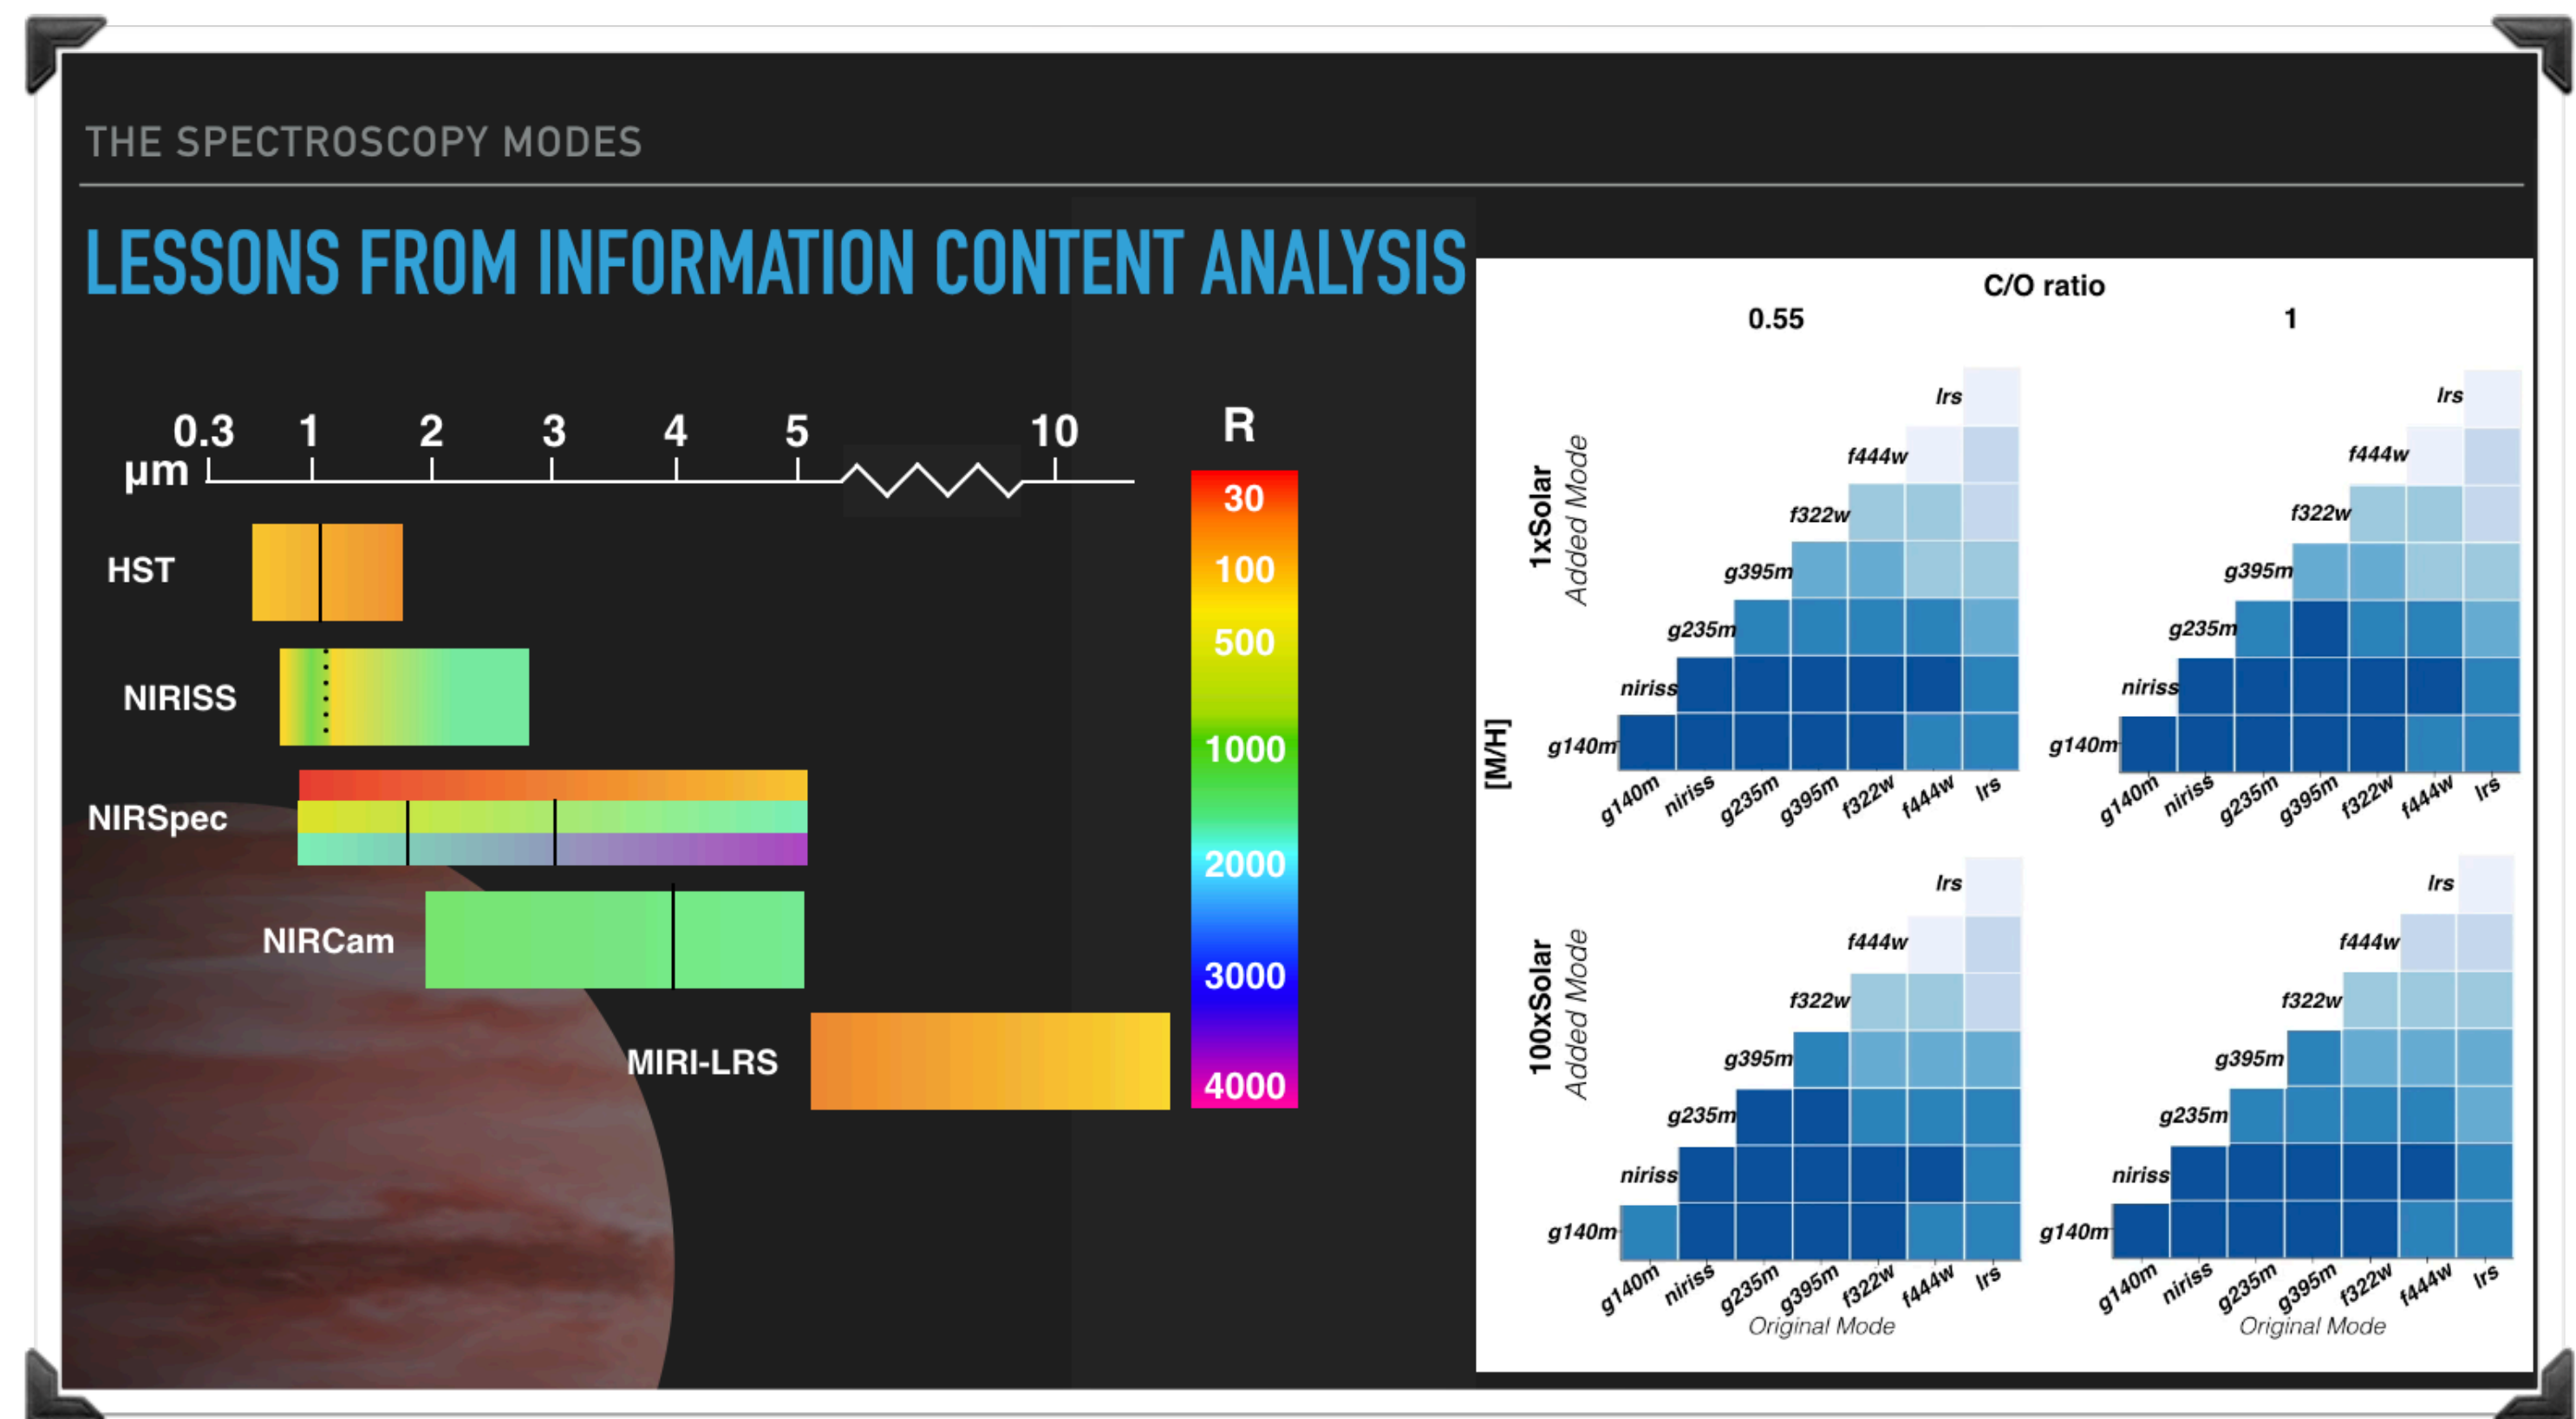 THE SPECTROSCOPY MODES
LESSONS FROM INFORMATION CONTENT ANALYSIS
0.3 1 2 3 4 5 10
µm
HST
NIRISS
NIRSpec
NIRCam
MIRI-LRS
R
30
100
500
1000
2000
3000
4000
C/O ratio
0.55 1
[M/H]
1xSolar
Added Mode
lrs
f444w
f322w
g395m
g235m
niriss
g140m
g140m niriss g235m g395m f322w f444w lrs
lrs
f444w
f322w
g395m
g235m
niriss
g140m
g140m niriss g235m g395m f322w f444w lrs
100xSolar
Added Mode
lrs
f444w
f322w
g395m
g235m
niriss
g140m
g140m niriss g235m g395m f322w f444w lrs
Original Mode
lrs
f444w
f322w
g395m
g235m
niriss
g140m
g140m niriss g235m g395m f322w f444w lrs
Original Mode